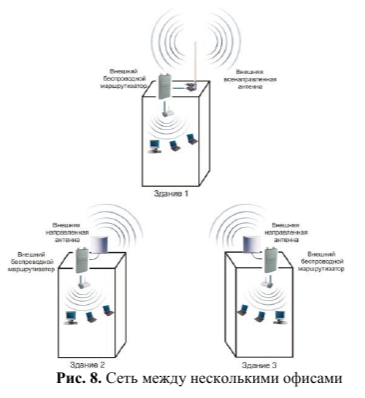 Внешний
беспроводной
маршрутизатор
Внешняя
всенаправленная
антенна
Здание 1
Внешняя
направленная
антенна
Внешний
беспроводной
маршрутизатор
Здание 2
Внешняя
направленная
антенна
Внешний
беспроводной
маршрутизатор
Здание 3
Рис. 8. Сеть между несколькими офисами